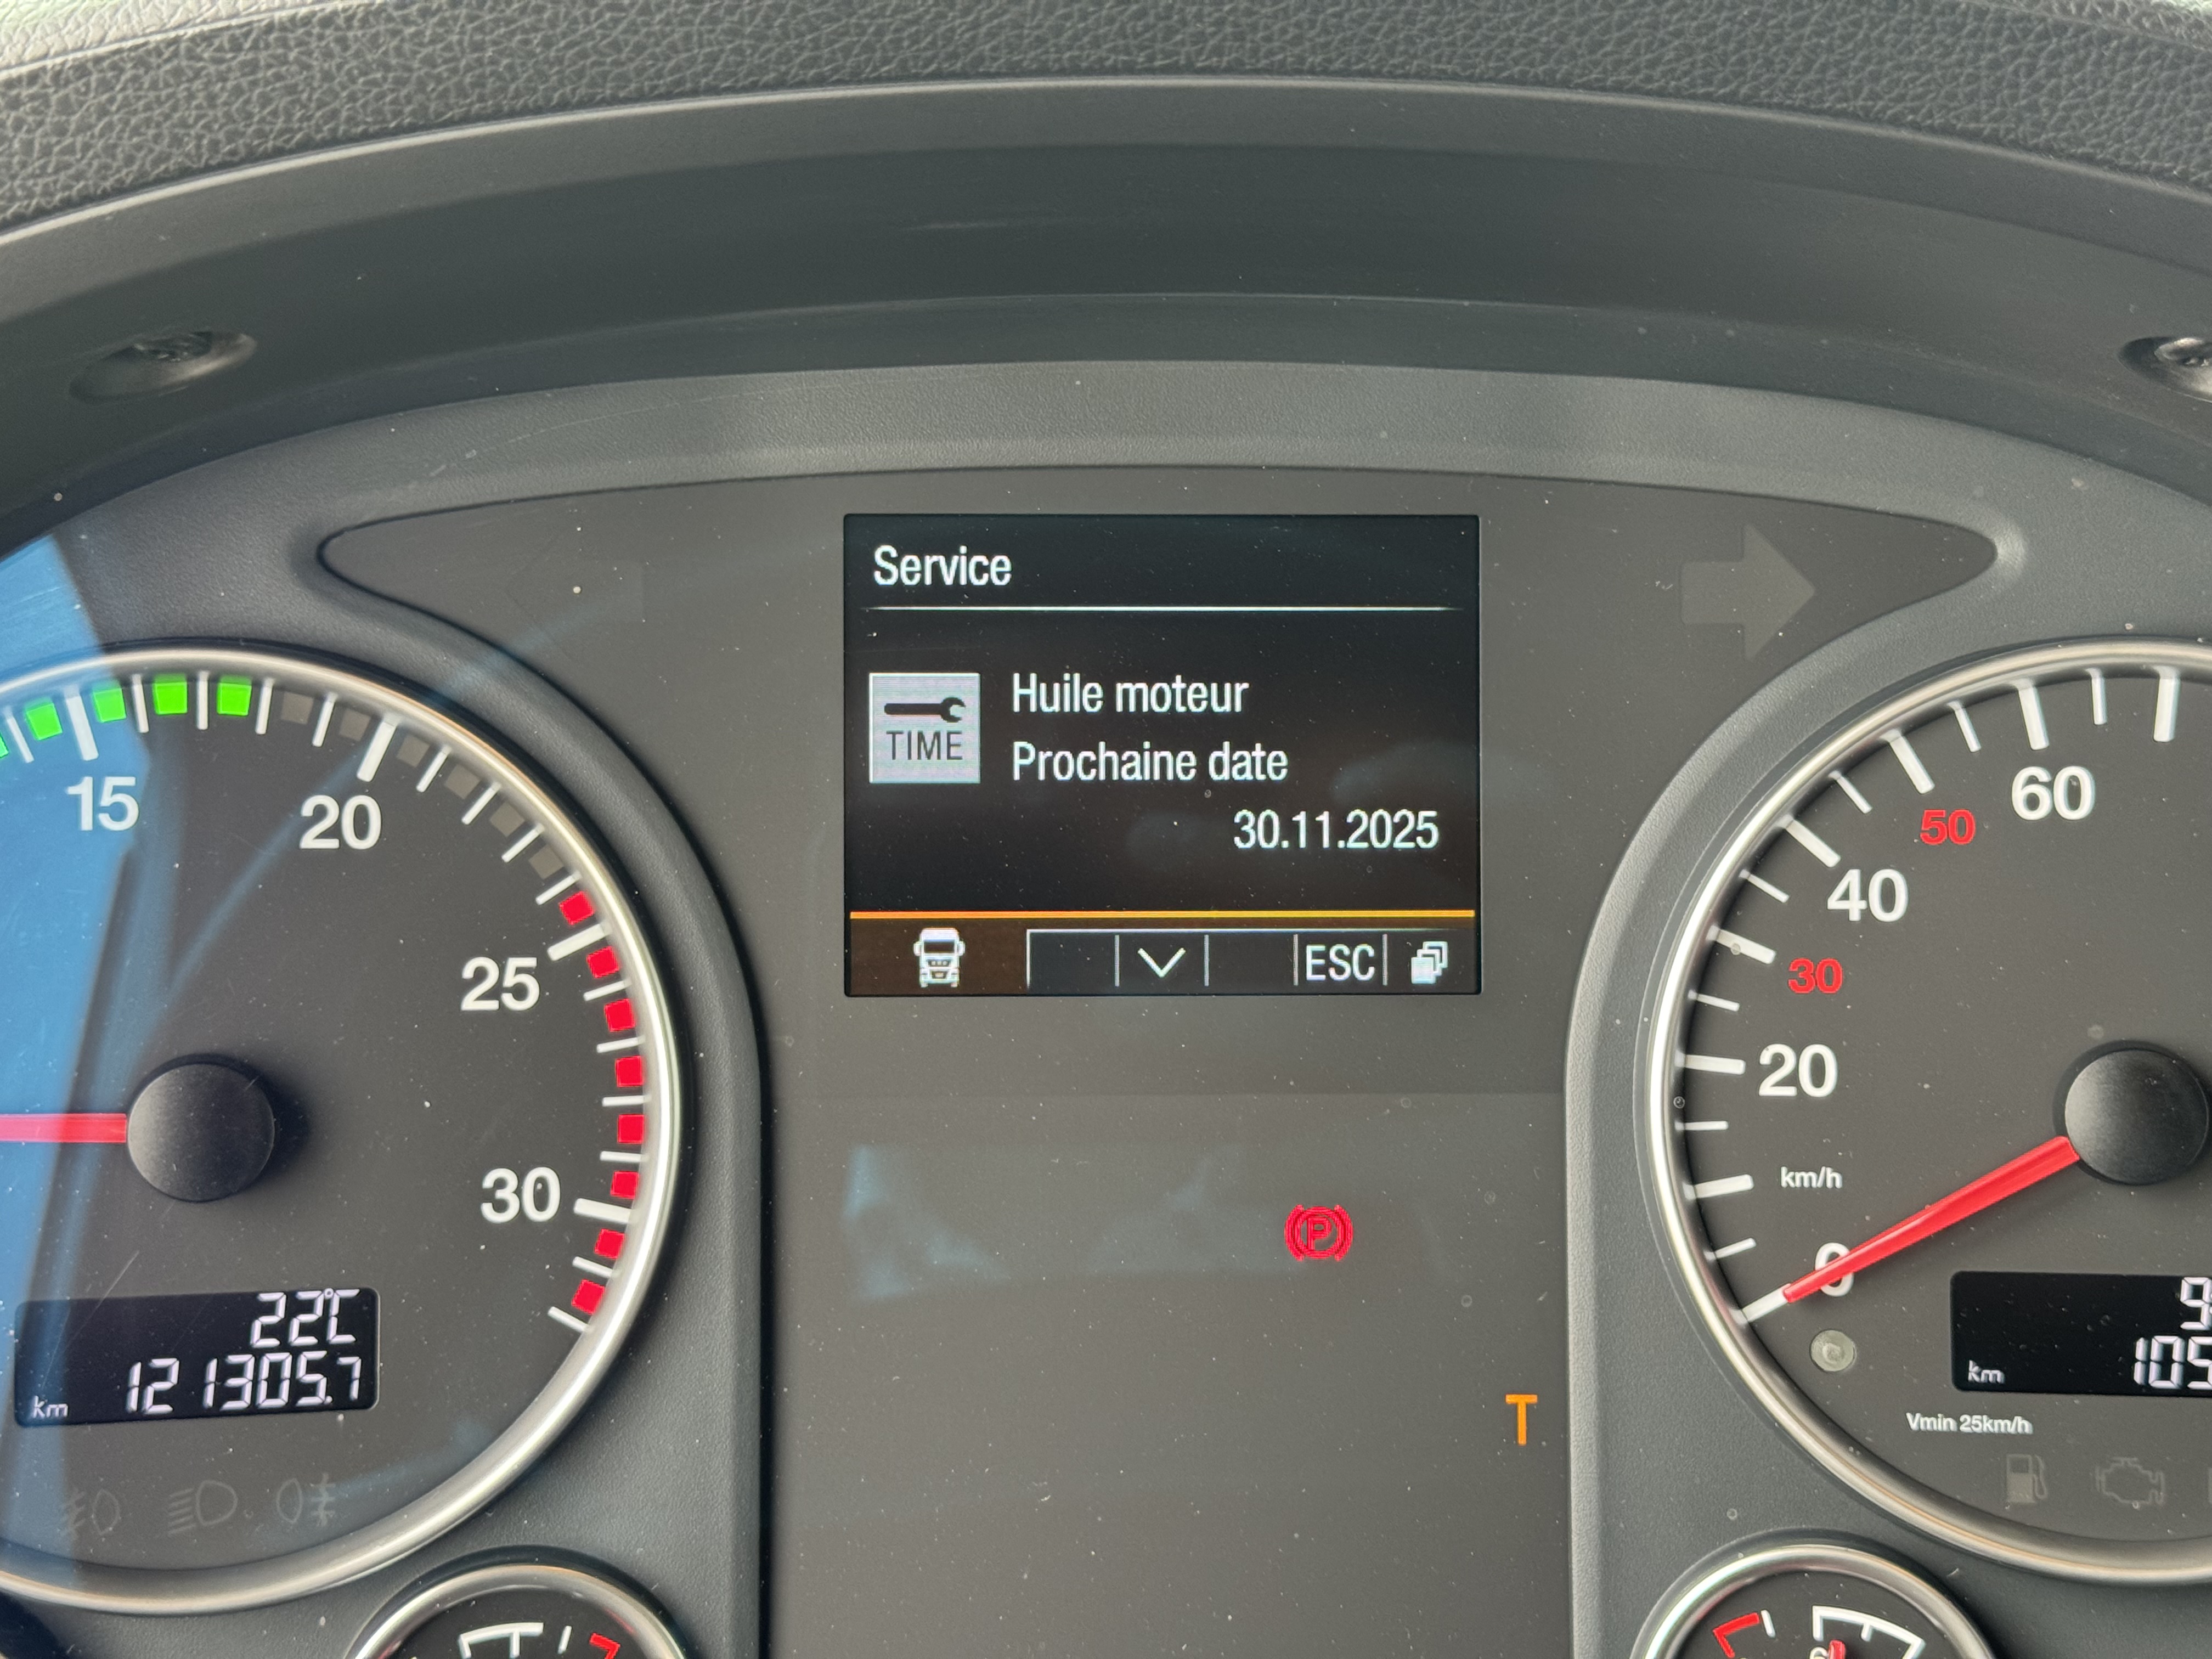 Service
TIME
Huile moteur
Prochaine date
30.11.2025
ESC
15
20
25
30
22°C
km 121305.7
60
50
40
30
20
km/h
0
km 105
Vmin 25km/h
P
T